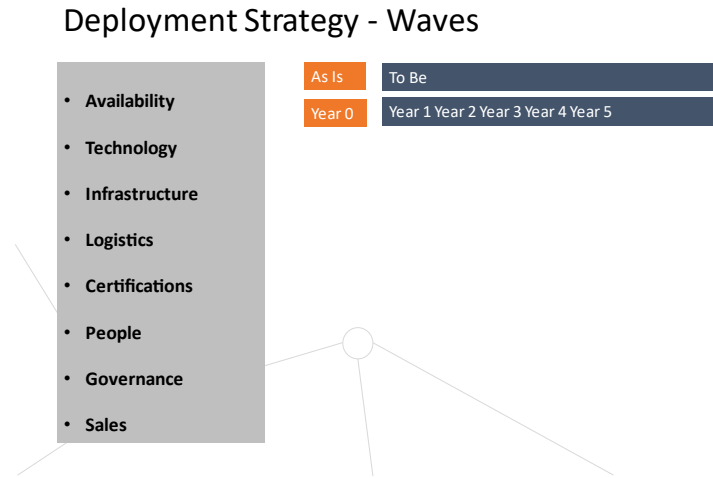 Deployment Strategy - Waves
As Is
To Be
Year 0
Year 1 Year 2 Year 3 Year 4 Year 5
• Availability
• Technology
• Infrastructure
• Logistics
• Certifications
• People
• Governance
• Sales